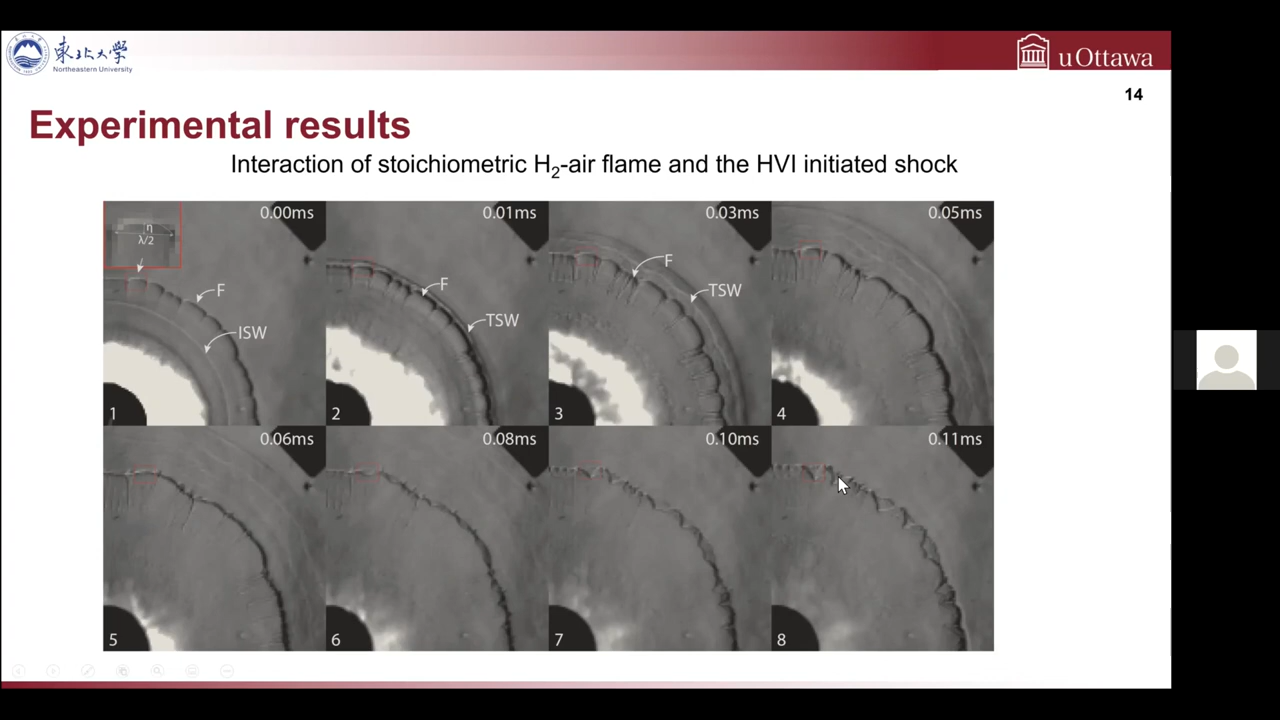 東北大学
Northeastern University
uOttawa
14
Experimental results
Interaction of stoichiometric H₂-air flame and the HVI initiated shock
0.00ms
η
λ/2
F
ISW
1
0.01ms
F
TSW
2
0.03ms
F
TSW
3
0.05ms
4
0.06ms
5
0.08ms
6
0.10ms
7
0.11ms
8